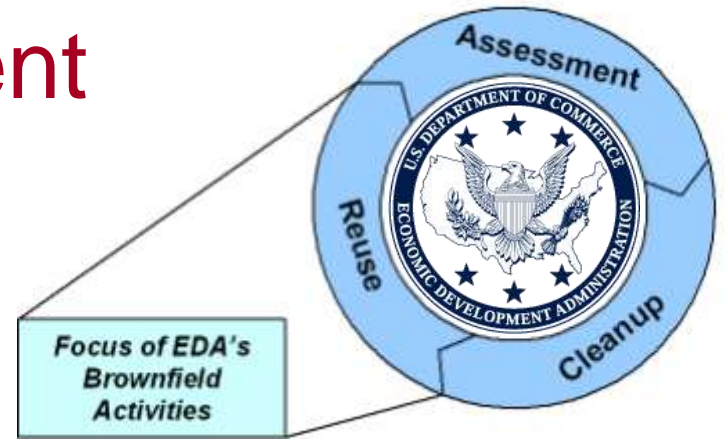 ent
Assessment
U.S. DEPARTMENT OF COMMERCE
ECONOMIC DEVELOPMENT ADMINISTRATION
Reuse
Cleanup
Focus of EDA's
Brownfield
Activities